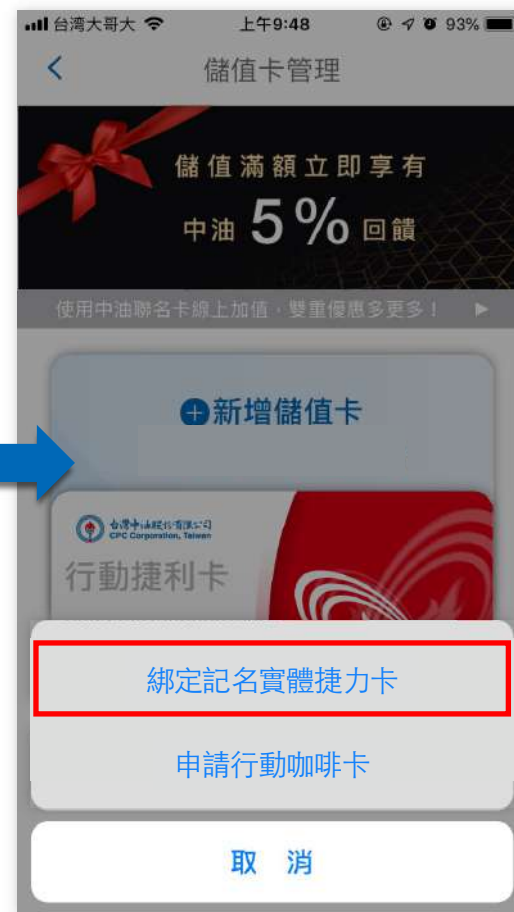 台湾大哥大 上午9:48 93%
儲值卡管理
儲值滿額立即享有
中油 5% 回饋
使用中油聯名卡線上加值，雙重優惠多更多！
新增儲值卡
台灣中油股份有限公司
CPC Corporation, Taiwan
行動捷利卡
綁定記名實體捷力卡
申請行動咖啡卡
取 消